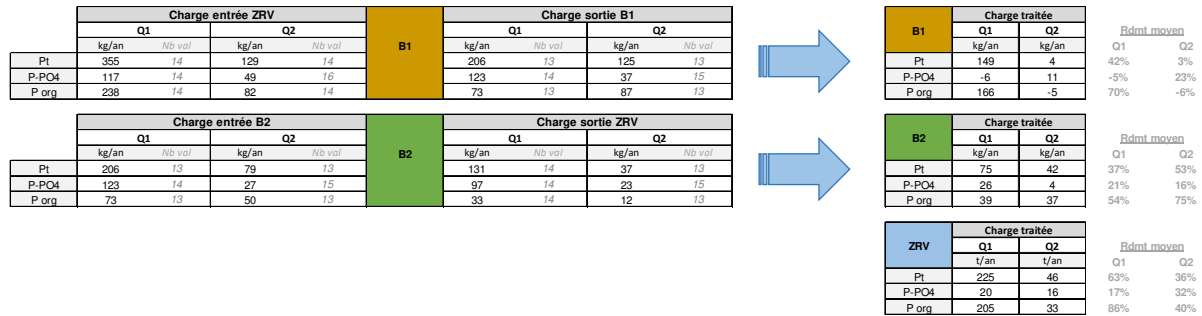 Charge entrée ZRV B1 Charge sortie B1
Q1 Q2 Q1 Q2
kg/an Nb val kg/an Nb val kg/an Nb val kg/an Nb val
Pt 355 14 129 14 206 13 125 13
P-PO4 117 14 49 16 123 14 37 15
P org 238 14 82 14 73 13 87 13
B1 Charge traitée Rdmt moyen
Q1 Q2 Q1 Q2
kg/an kg/an
Pt 149 4 42% 3%
P-PO4 -6 11 -5% 23%
P org 166 -5 70% -6%
Charge entrée B2 B2 Charge sortie ZRV
Q1 Q2 Q1 Q2
kg/an Nb val kg/an Nb val kg/an Nb val kg/an Nb val
Pt 206 13 79 13 131 14 37 13
P-PO4 123 14 27 15 97 14 23 15
P org 73 13 50 13 33 14 12 13
B2 Charge traitée Rdmt moyen
Q1 Q2 Q1 Q2
kg/an kg/an
Pt 75 42 37% 53%
P-PO4 26 4 21% 16%
P org 39 37 54% 75%
ZRV Charge traitée Rdmt moyen
Q1 Q2 Q1 Q2
t/an t/an
Pt 225 46 63% 36%
P-PO4 20 16 17% 32%
P org 205 33 86% 40%